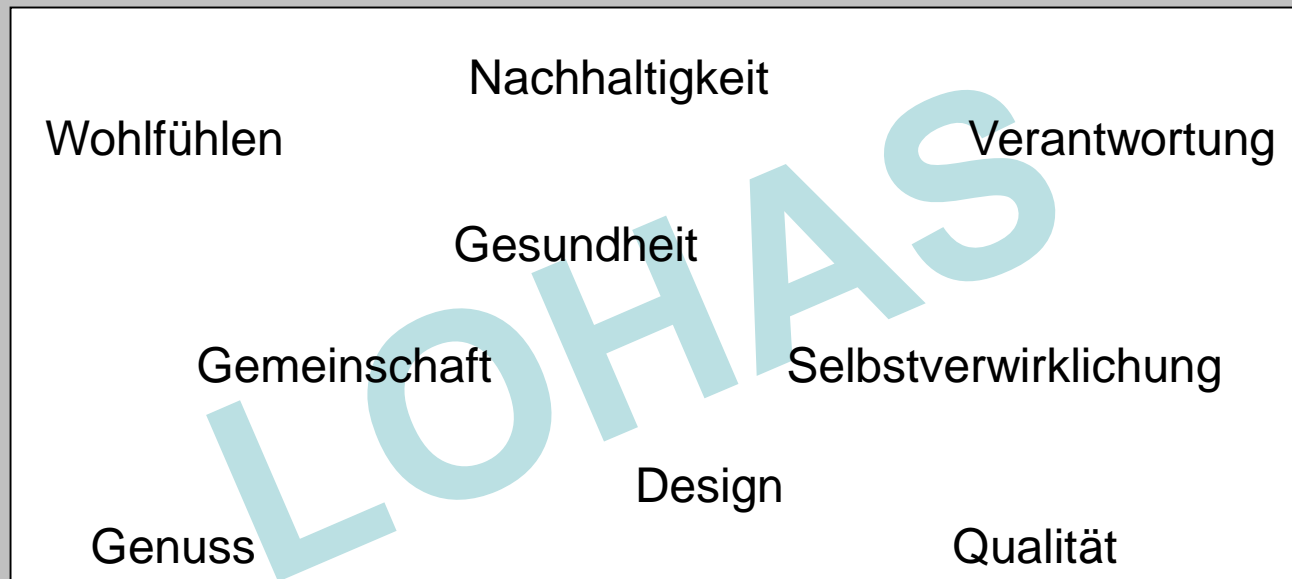 Nachhaltigkeit
Wohlfühlen
Verantwortung
Gesundheit
Gemeinschaft
Selbstverwirklichung
Design
Genuss
Qualität
LOHAS